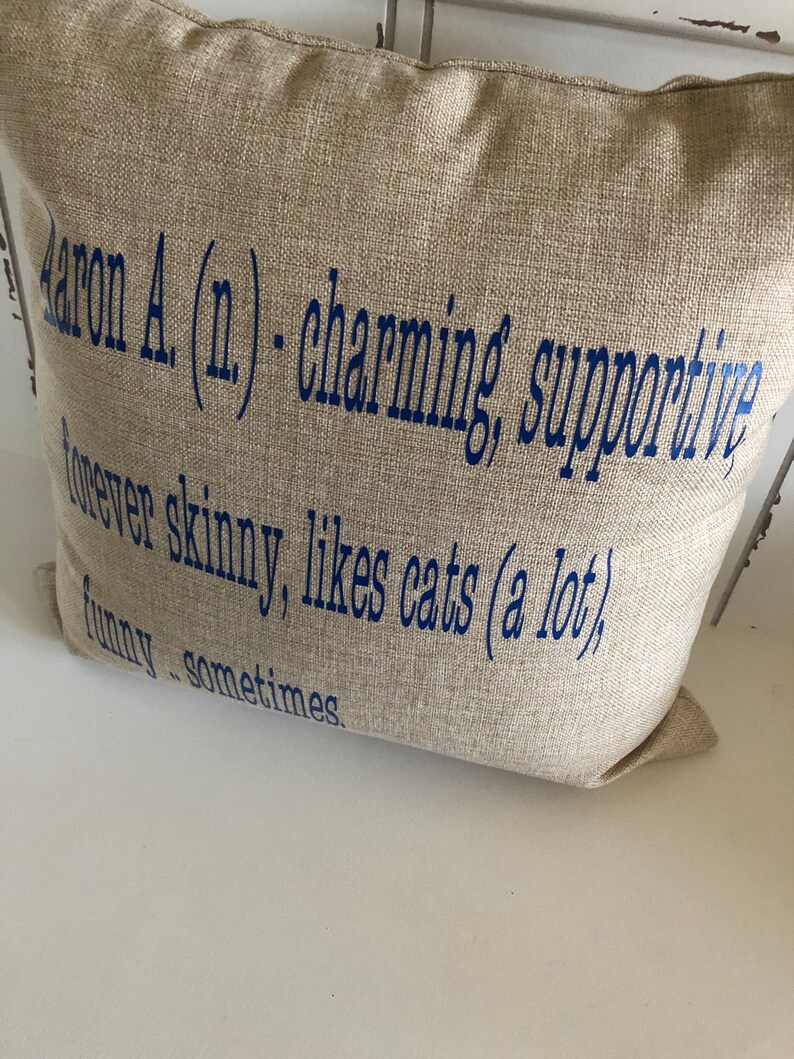 Aaron A. (n.) - charming, supportive,
forever skinny, likes cats (a lot),
funny .. sometimes.